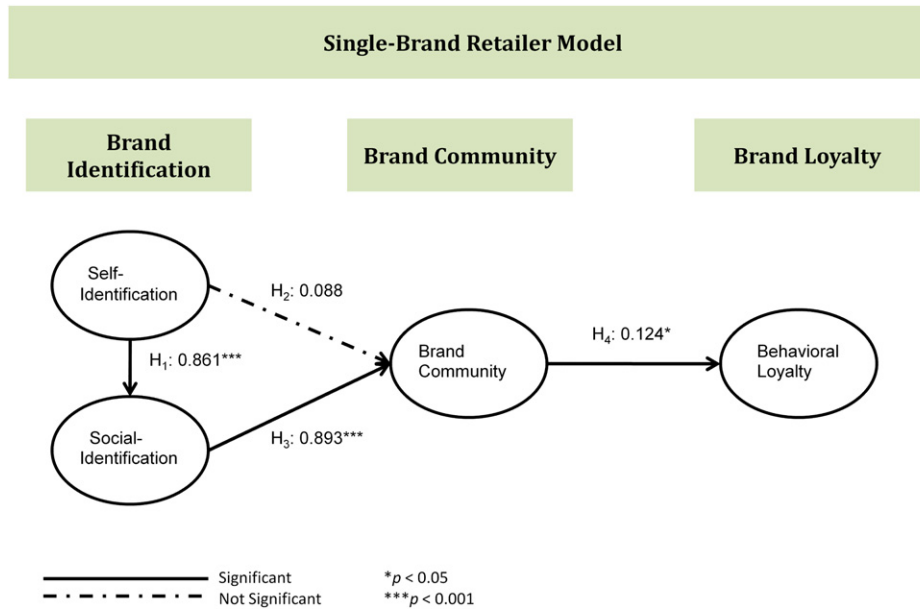 Single-Brand Retailer Model
Brand
Identification
Brand Community
Brand Loyalty
Self-
Identification
H₂: 0.088
H₁: 0.861***
Brand
Community
H₄: 0.124*
Behavioral
Loyalty
Social-
Identification
H₃: 0.893***
Significant
*p < 0.05
Not Significant
***p < 0.001